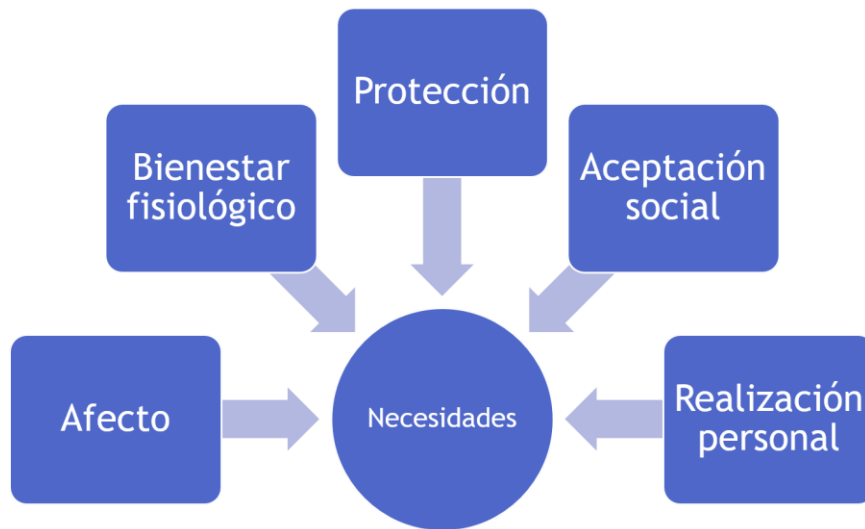 Protección
Bienestar
fisiológico
Aceptación
social
Afecto
Necesidades
Realización
personal